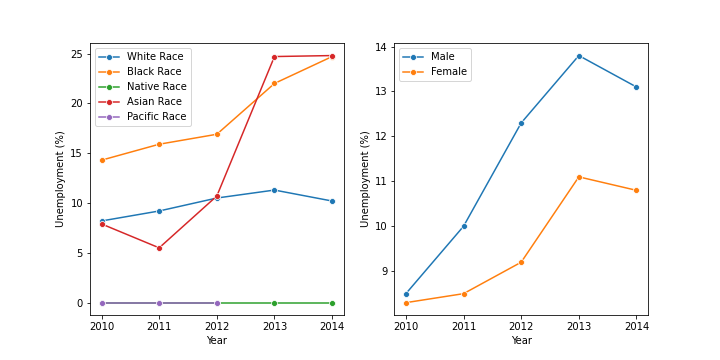 25
20
15
10
5
0
Unemployment (%)
White Race
Black Race
Native Race
Asian Race
Pacific Race
2010 2011 2012 2013 2014
Year
14
13
12
11
10
9
Unemployment (%)
Male
Female
2010 2011 2012 2013 2014
Year